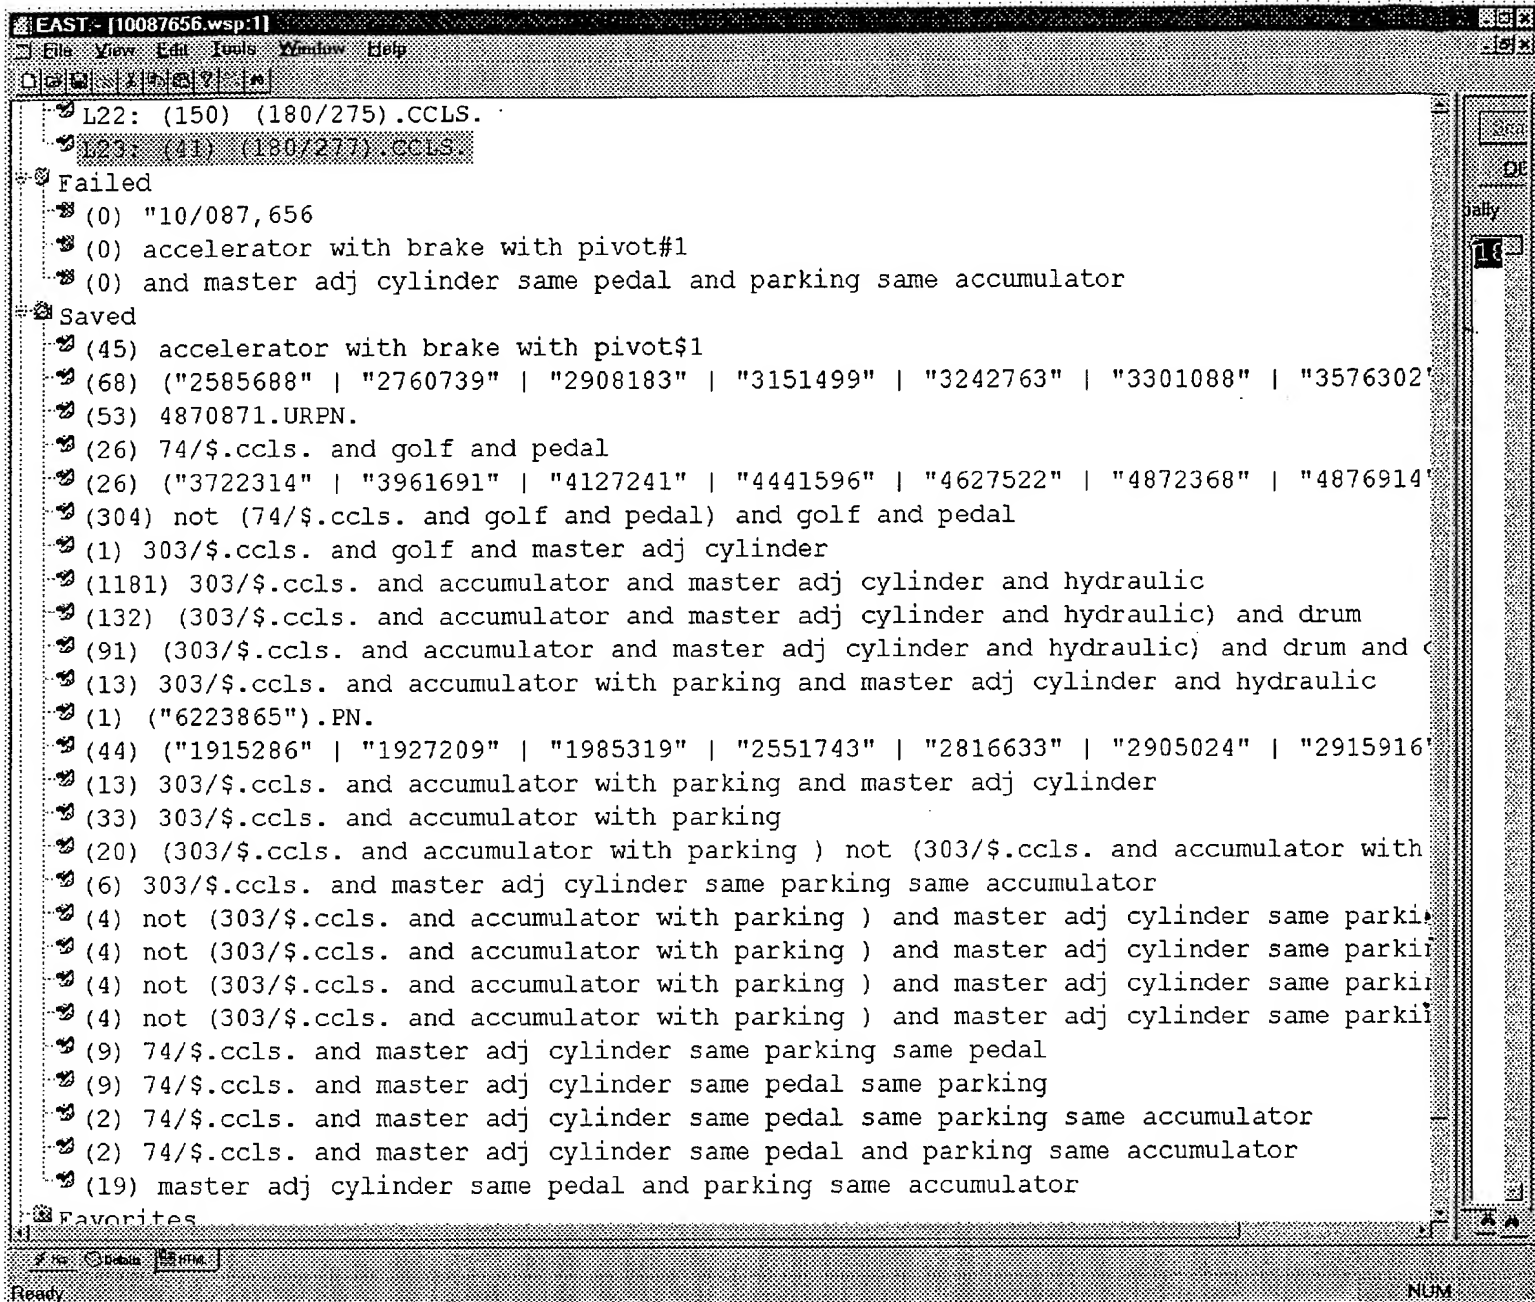 EAST - [10087656.wsp:1]
File View Edit Tools Window Help
L22: (150) (180/275).CCLS.
L23: (41) (180/277).CCLS.
Failed
(0) "10/087,656
(0) accelerator with brake with pivot#1
(0) and master adj cylinder same pedal and parking same accumulator
Saved
(45) accelerator with brake with pivot$1
(68) ("2585688" | "2760739" | "2908183" | "3151499" | "3242763" | "3301088" | "3576302"
(53) 4870871.URPN.
(26) 74/$.ccls. and golf and pedal
(26) ("3722314" | "3961691" | "4127241" | "4441596" | "4627522" | "4872368" | "4876914"
(304) not (74/$.ccls. and golf and pedal) and golf and pedal
(1) 303/$.ccls. and golf and master adj cylinder
(1181) 303/$.ccls. and accumulator and master adj cylinder and hydraulic
(132) (303/$.ccls. and accumulator and master adj cylinder and hydraulic) and drum
(91) (303/$.ccls. and accumulator and master adj cylinder and hydraulic) and drum and
(13) 303/$.ccls. and accumulator with parking and master adj cylinder and hydraulic
(1) ("6223865").PN.
(44) ("1915286" | "1927209" | "1985319" | "2551743" | "2816633" | "2905024" | "2915916"
(13) 303/$.ccls. and accumulator with parking and master adj cylinder
(33) 303/$.ccls. and accumulator with parking
(20) (303/$.ccls. and accumulator with parking ) not (303/$.ccls. and accumulator with
(6) 303/$.ccls. and master adj cylinder same parking same accumulator
(4) not (303/$.ccls. and accumulator with parking ) and master adj cylinder same parki
(4) not (303/$.ccls. and accumulator with parking ) and master adj cylinder same parkin
(4) not (303/$.ccls. and accumulator with parking ) and master adj cylinder same parkin
(4) not (303/$.ccls. and accumulator with parking ) and master adj cylinder same parkin
(9) 74/$.ccls. and master adj cylinder same parking same pedal
(9) 74/$.ccls. and master adj cylinder same pedal same parking
(2) 74/$.ccls. and master adj cylinder same pedal same parking same accumulator
(2) 74/$.ccls. and master adj cylinder same pedal and parking same accumulator
(19) master adj cylinder same pedal and parking same accumulator
Favorites
Details HTML
Ready NUM